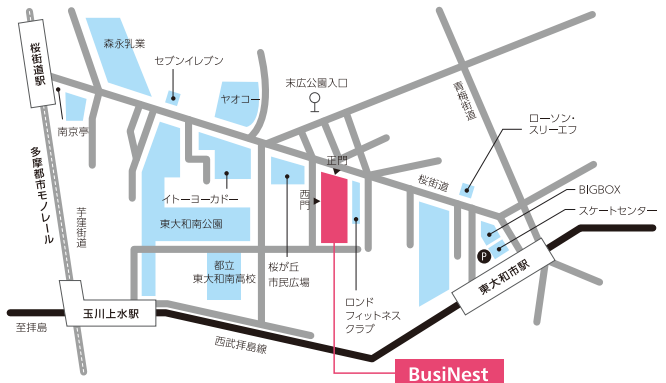 森永乳業
セブンイレブン
桜街道駅
ヤオコー
末広公園入口
青梅街道
ローソン・
スリーエフ
南京亭
多摩都市モノレール
芋窪街道
イトーヨーカドー
東大和南公園
正門
西門
桜街道
BIGBOX
スケートセンター
P
東大和市駅
桜が丘
市民広場
都立
東大和南高校
ロンド
フィットネス
クラブ
玉川上水駅
至拝島
西武拝島線
BusiNest